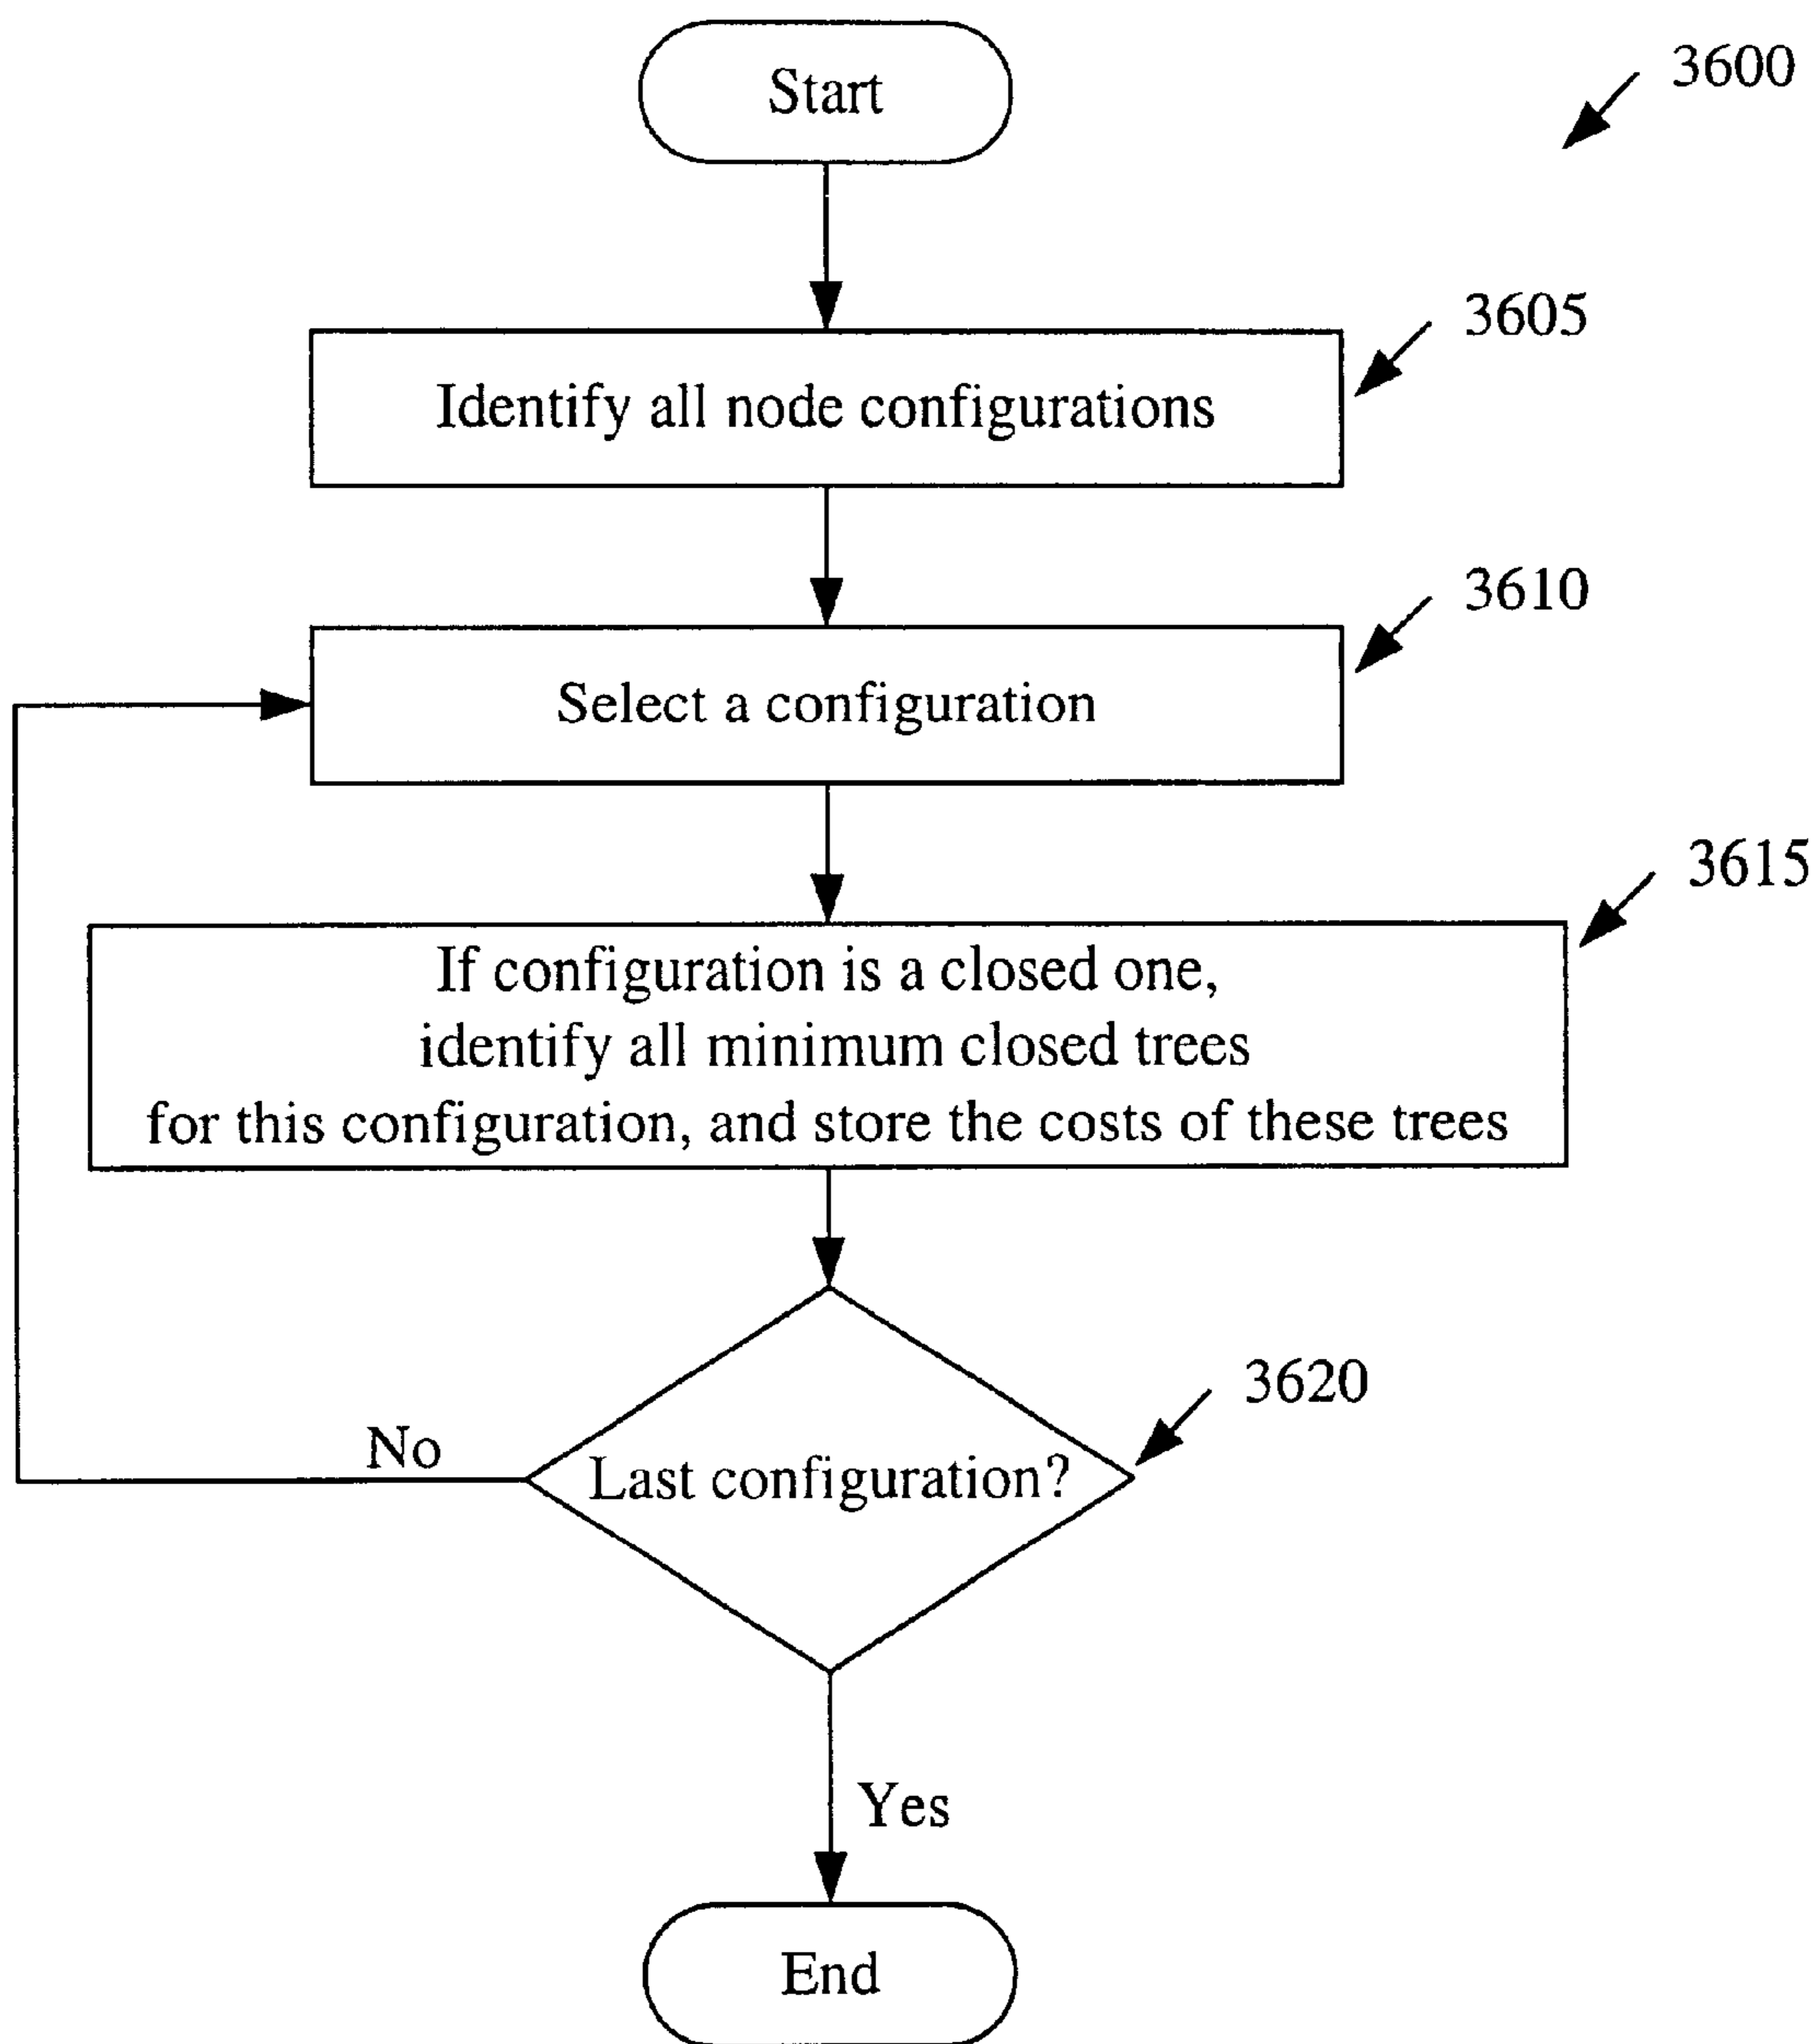 Start
3600
3605
Identify all node configurations
3610
Select a configuration
3615
If configuration is a closed one,
identify all minimum closed trees
for this configuration, and store the costs of these trees
3620
No
Last configuration?
Yes
End